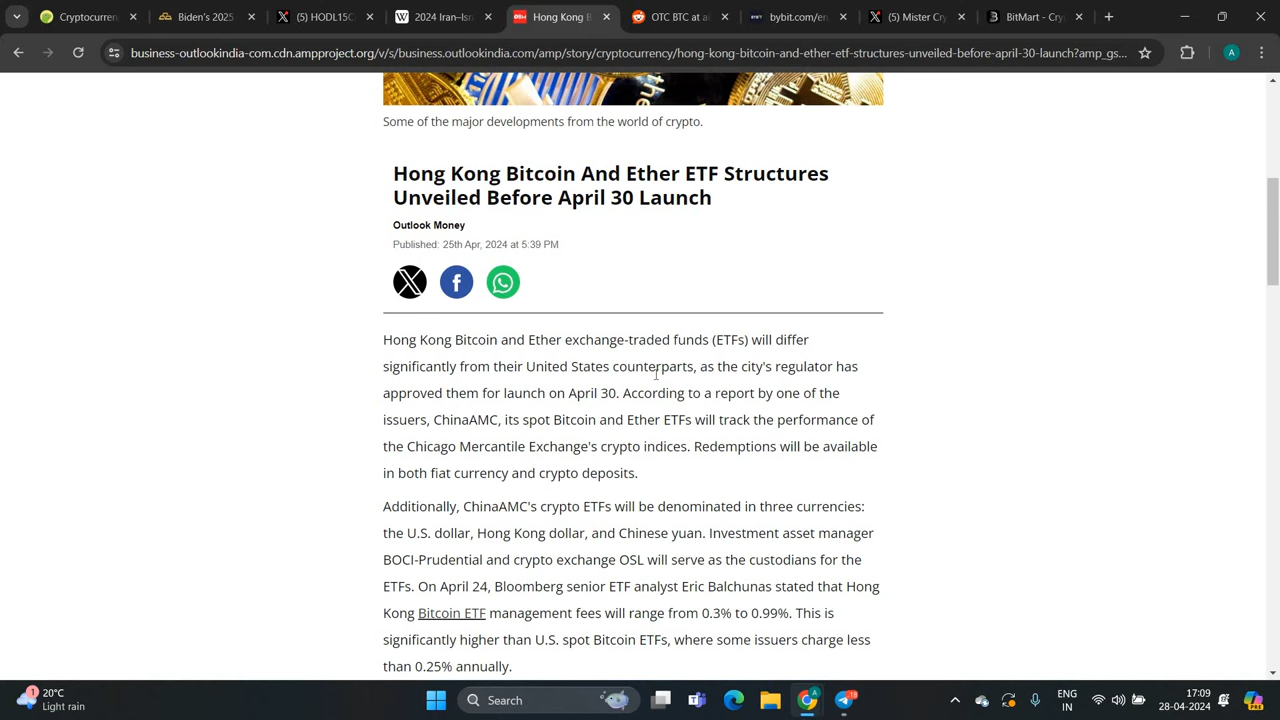 Cryptocurrenc
Biden's 2025
(5) HODL15C
2024 Iran–Isra
Hong Kong B
OTC BTC at a
bybit.com/en
(5) Mister Cry
BitMart - Cry
business-outlookindia-com.cdn.ampproject.org/v/s/business.outlookindia.com/amp/story/cryptocurrency/hong-kong-bitcoin-and-ether-etf-structures-unveiled-before-april-30-launch?amp_gs...
A
Some of the major developments from the world of crypto.
Hong Kong Bitcoin And Ether ETF Structures
Unveiled Before April 30 Launch
Outlook Money
Published: 25th Apr, 2024 at 5:39 PM
Hong Kong Bitcoin and Ether exchange-traded funds (ETFs) will differ
significantly from their United States counterparts, as the city's regulator has
approved them for launch on April 30. According to a report by one of the
issuers, ChinaAMC, its spot Bitcoin and Ether ETFs will track the performance of
the Chicago Mercantile Exchange's crypto indices. Redemptions will be available
in both fiat currency and crypto deposits.
Additionally, ChinaAMC's crypto ETFs will be denominated in three currencies:
the U.S. dollar, Hong Kong dollar, and Chinese yuan. Investment asset manager
BOCI-Prudential and crypto exchange OSL will serve as the custodians for the
ETFs. On April 24, Bloomberg senior ETF analyst Eric Balchunas stated that Hong
Kong Bitcoin ETF management fees will range from 0.3% to 0.99%. This is
significantly higher than U.S. spot Bitcoin ETFs, where some issuers charge less
than 0.25% annually.
1
20°C
Light rain
Search
ENG
IN
17:09
28-04-2024